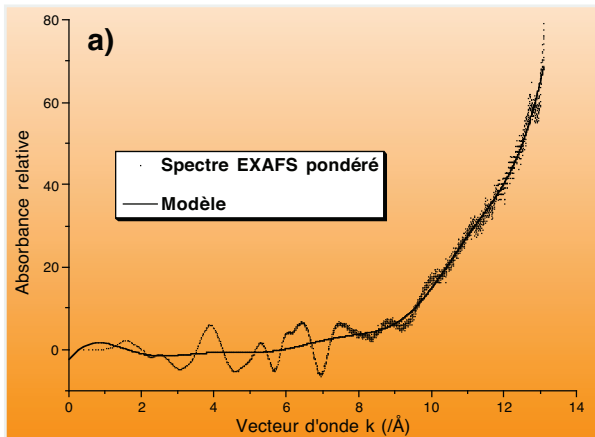 a)
80
60
40
20
0
Absorbance relative
Spectre EXAFS pondéré
Modèle
0 2 4 6 8 10 12 14
Vecteur d'onde k (/Å)